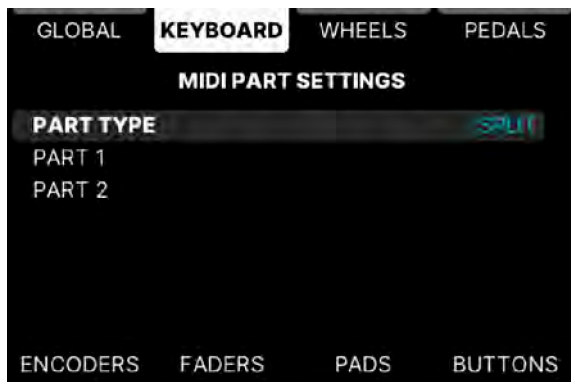 GLOBAL KEYBOARD WHEELS PEDALS
MIDI PART SETTINGS
PART TYPE SPLIT
PART 1
PART 2
ENCODERS FADERS PADS BUTTONS